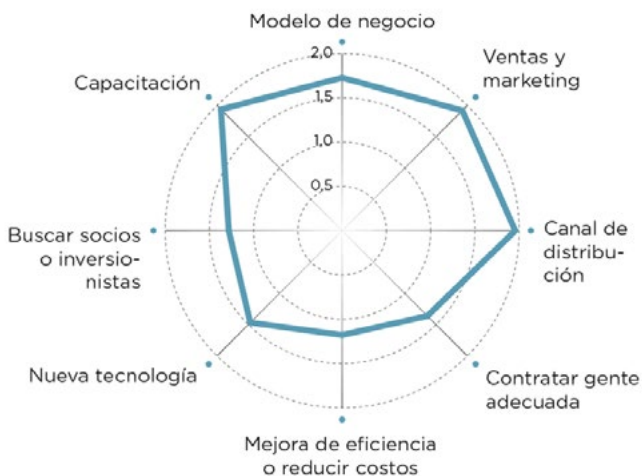 Modelo de negocio
2,0
Ventas y
marketing
Capacitación
1,5
1,0
0,5
Buscar socios
o inversio-
nistas
Canal de
distribu-
ción
Nueva tecnología
Contratar gente
adecuada
Mejora de eficiencia
o reducir costos